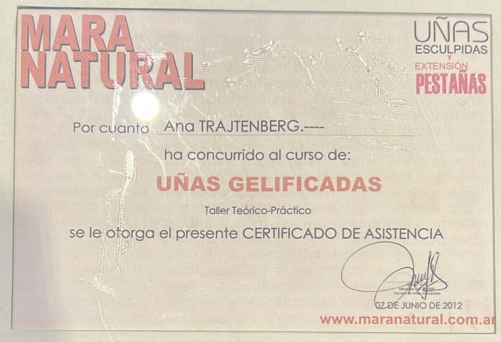 MARA
NATURAL
UÑAS
ESCULPIDAS
Y
EXTENSIÓN
PESTAÑAS
Por cuanto Ana TRAJTENBERG.----
ha concurrido al curso de:
UÑAS GELIFICADAS
Taller Teórico-Práctico
se le otorga el presente CERTIFICADO DE ASISTENCIA
07 DE JUNIO DE 2012
www.maranatural.com.ar